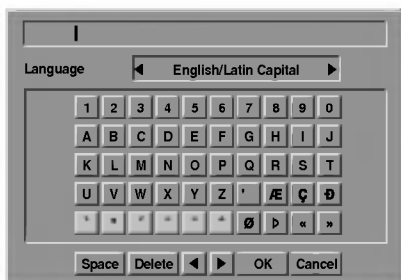 Language ◀ English/Latin Capital ▶
1 2 3 4 5 6 7 8 9 0
A B C D E F G H I J
K L M N O P Q R S T
U V W X Y Z ' Æ Ç Ð
Ø Þ « »
Space Delete ◀ ▶ OK Cancel